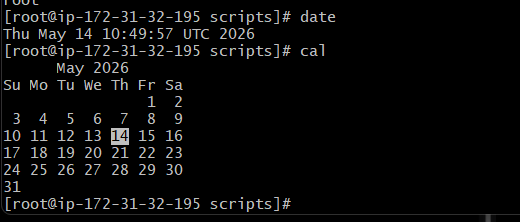 root
[root@ip-172-31-32-195 scripts]# date
Thu May 14 10:49:57 UTC 2026
[root@ip-172-31-32-195 scripts]# cal
      May 2026
Su Mo Tu We Th Fr Sa
                1  2
 3  4  5  6  7  8  9
10 11 12 13 14 15 16
17 18 19 20 21 22 23
24 25 26 27 28 29 30
31
[root@ip-172-31-32-195 scripts]#